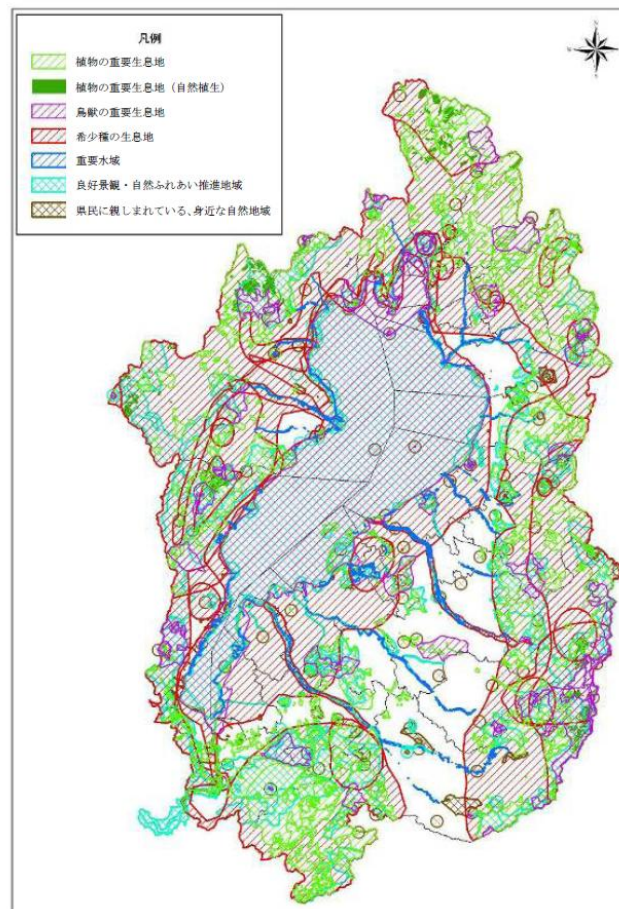 凡例
植物の重要生息地
植物の重要生息地（自然植生）
鳥獣の重要生息地
希少種の生息地
重要水域
良好景観・自然ふれあい推進地域
県民に親しまれている、身近な自然地域